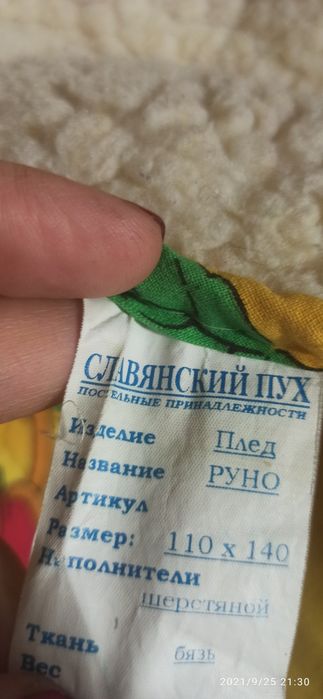 СЛАВЯНСКИЙ ПУХ
ПОСТЕЛЬНЫЕ ПРИНАДЛЕЖНОСТИ
Изделие Плед
Название РУНО
Артикул
Размер: 110 х 140
Наполнители
шерстяной
Ткань бязь
Вес
2021/9/25 21:30